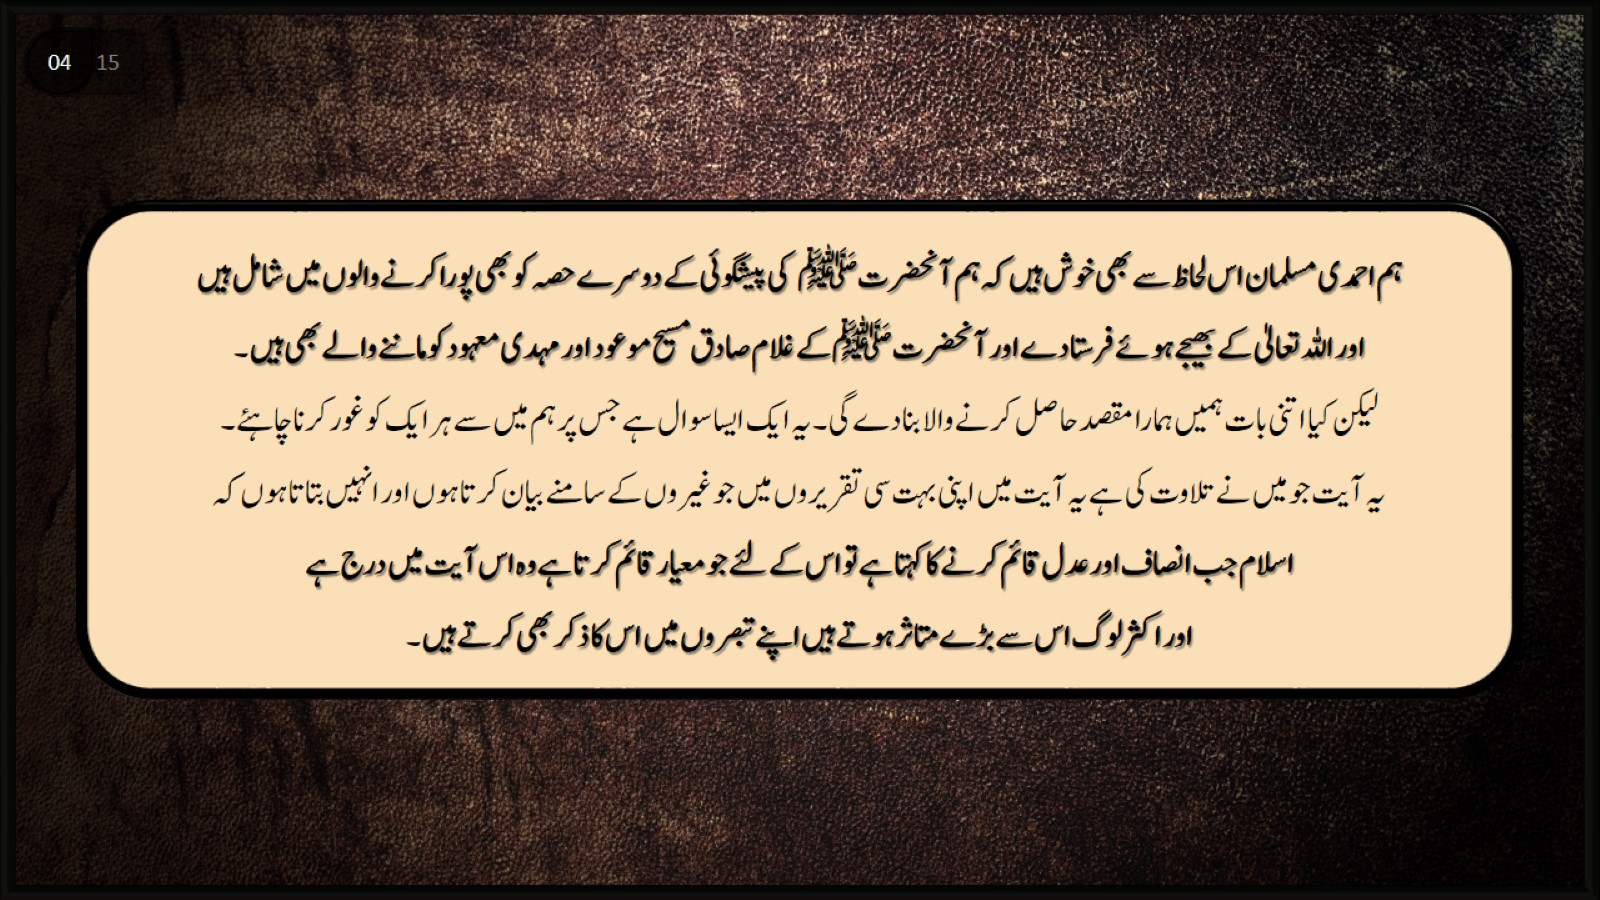 04 15
ہم احمدی مسلمان اس لحاظ سے بھی خوش ہیں کہ ہم آنحضرت ﷺ کی پیشگوئی کے دوسرے حصہ کو بھی پورا کرنے والوں میں شامل ہیں
اور اللہ تعالیٰ کے بھیجے ہوئے فرستادے اور آنحضرت ﷺ کے غلام صادق مسیح موعود اور مہدی معہود کو ماننے والے بھی ہیں۔
لیکن کیا اتنی بات ہمیں ہمارا مقصد حاصل کرنے والا بنا دے گی۔ یہ ایک ایسا سوال ہے جس پر ہم میں سے ہر ایک کو غور کرنا چاہئے۔
یہ آیت جو میں نے تلاوت کی ہے یہ آیت میں اپنی بہت سی تقریروں میں جو غیروں کے سامنے بیان کرتا ہوں اور انہیں بتاتا ہوں کہ
اسلام جب انصاف اور عدل قائم کرنے کا کہتا ہے تو اس کے لئے جو معیار قائم کرتا ہے وہ اس آیت میں درج ہے
اور اکثر لوگ اس سے بڑے متاثر ہوتے ہیں اپنے تبصروں میں اس کا ذکر بھی کرتے ہیں۔